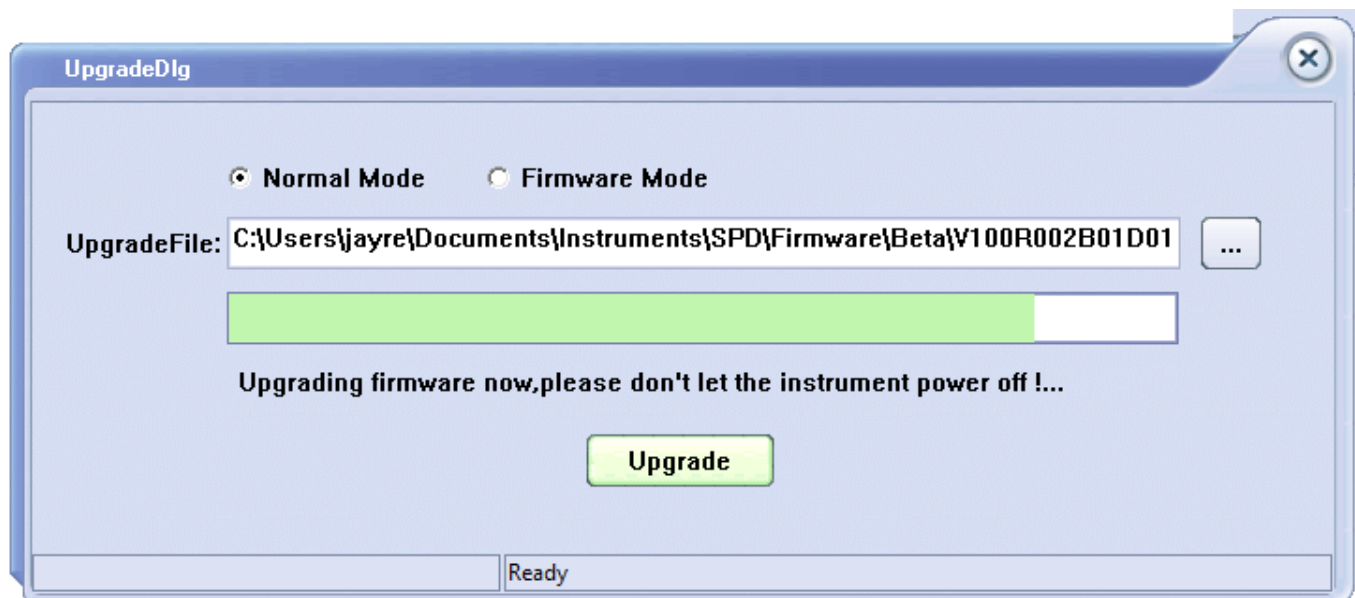 UpgradeDlg
Normal Mode Firmware Mode
UpgradeFile: C:\Users\jayre\Documents\Instruments\SPD\Firmware\Beta\V100R002B01D01 ...
Upgrading firmware now,please don't let the instrument power off !...
Upgrade
Ready